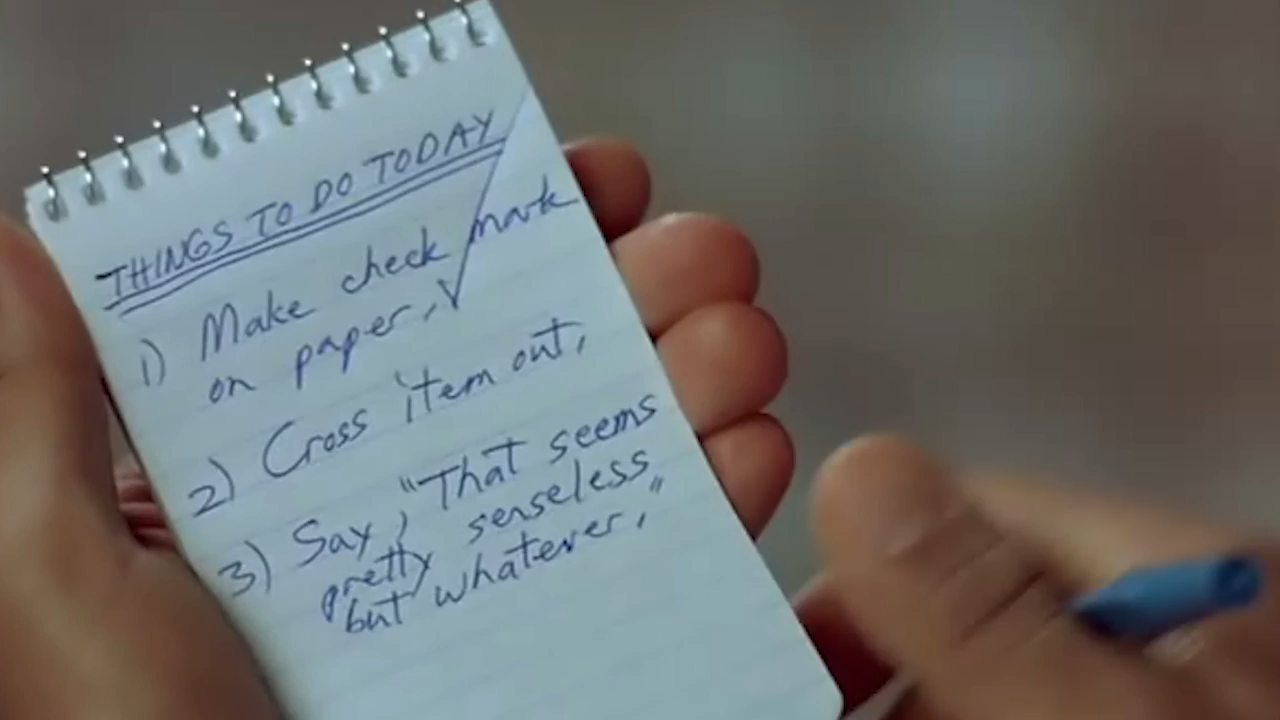 THINGS TO DO TODAY
1) Make check mark
on paper. ✓
2) Cross item out.
3) Say, "That seems
pretty senseless
but whatever."